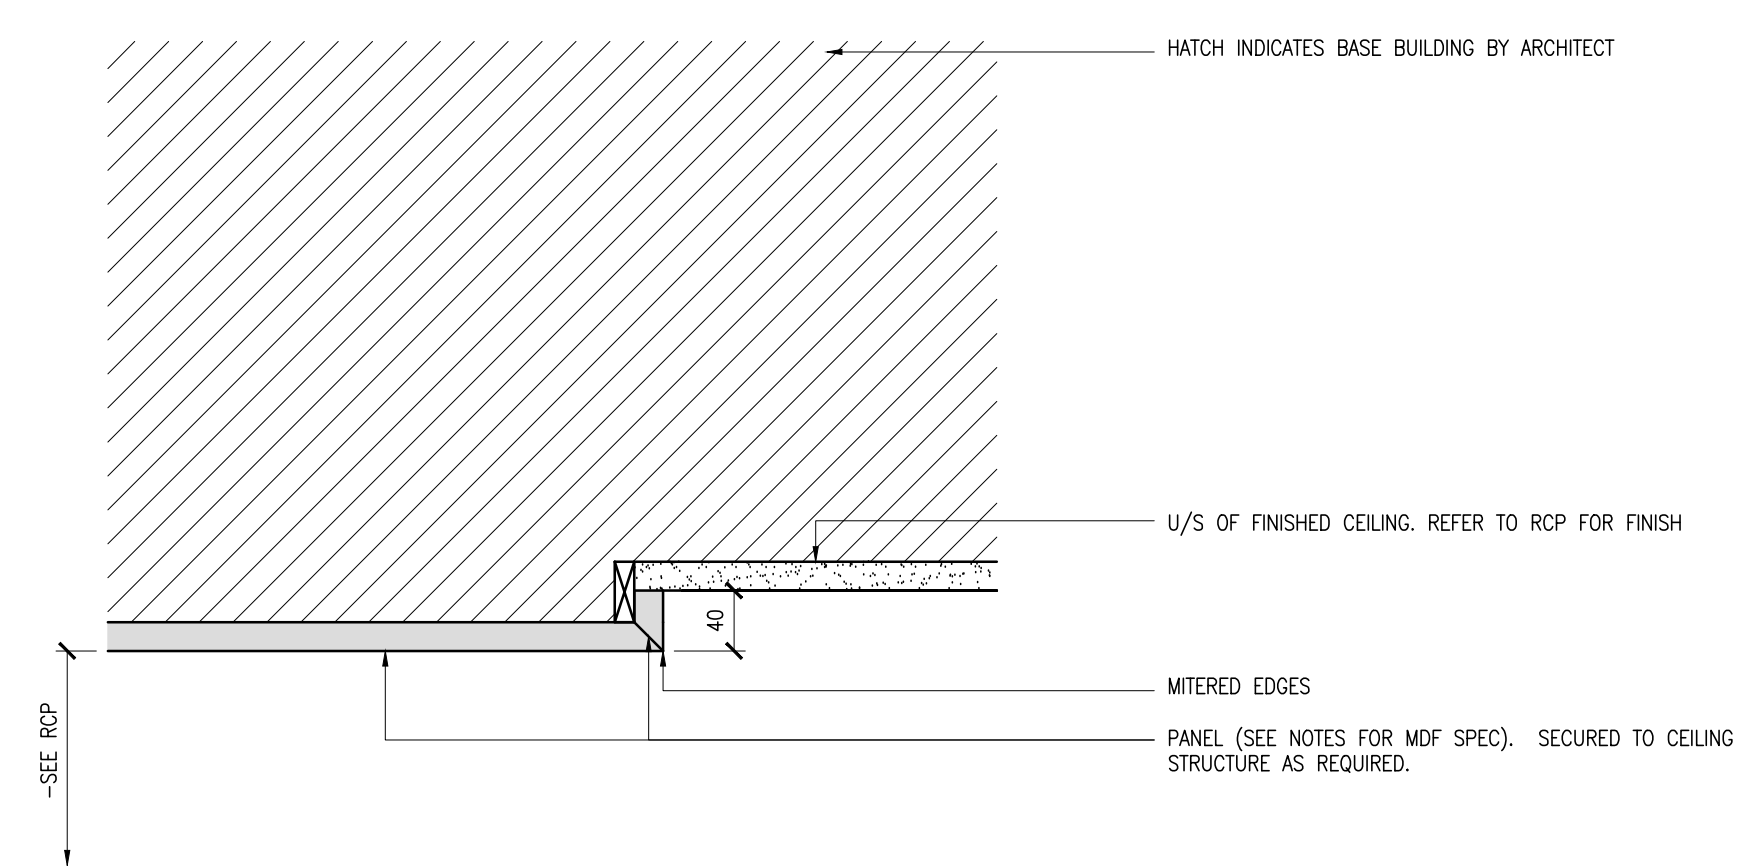 HATCH INDICATES BASE BUILDING BY ARCHITECT
U/S OF FINISHED CEILING. REFER TO RCP FOR FINISH
40
MITERED EDGES
-SEE RCP
PANEL (SEE NOTES FOR MDF SPEC). SECURED TO CEILING
STRUCTURE AS REQUIRED.